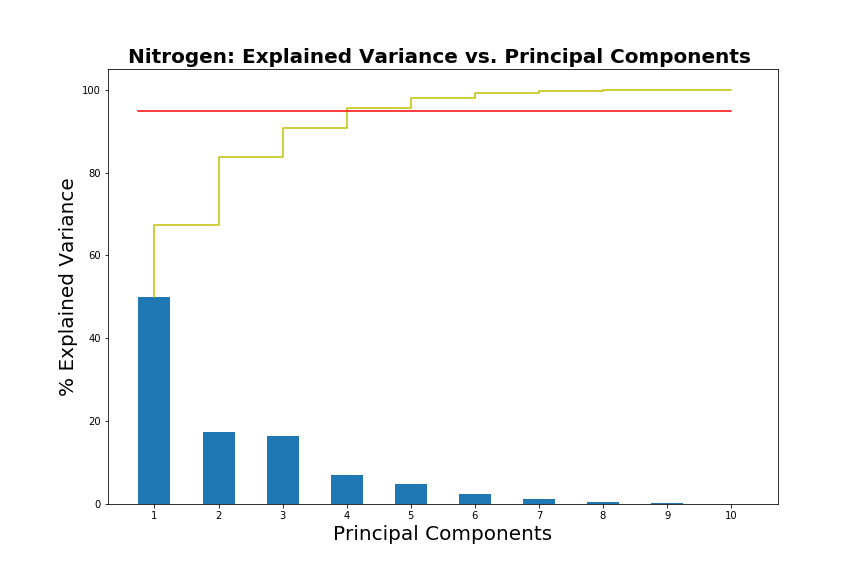 Nitrogen: Explained Variance vs. Principal Components
100
80
60
40
20
0
% Explained Variance
1 2 3 4 5 6 7 8 9 10
Principal Components